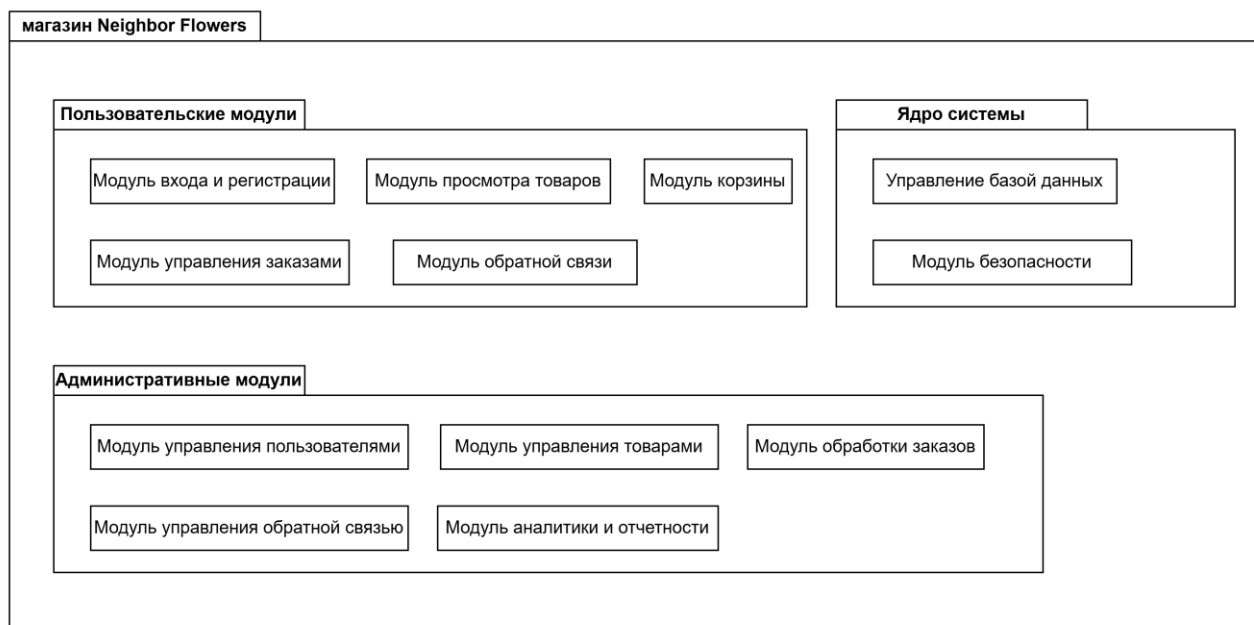 магазин Neighbor Flowers
Пользовательские модули
Модуль входа и регистрации
Модуль просмотра товаров
Модуль корзины
Модуль управления заказами
Модуль обратной связи
Ядро системы
Управление базой данных
Модуль безопасности
Административные модули
Модуль управления пользователями
Модуль управления товарами
Модуль обработки заказов
Модуль управления обратной связью
Модуль аналитики и отчетности